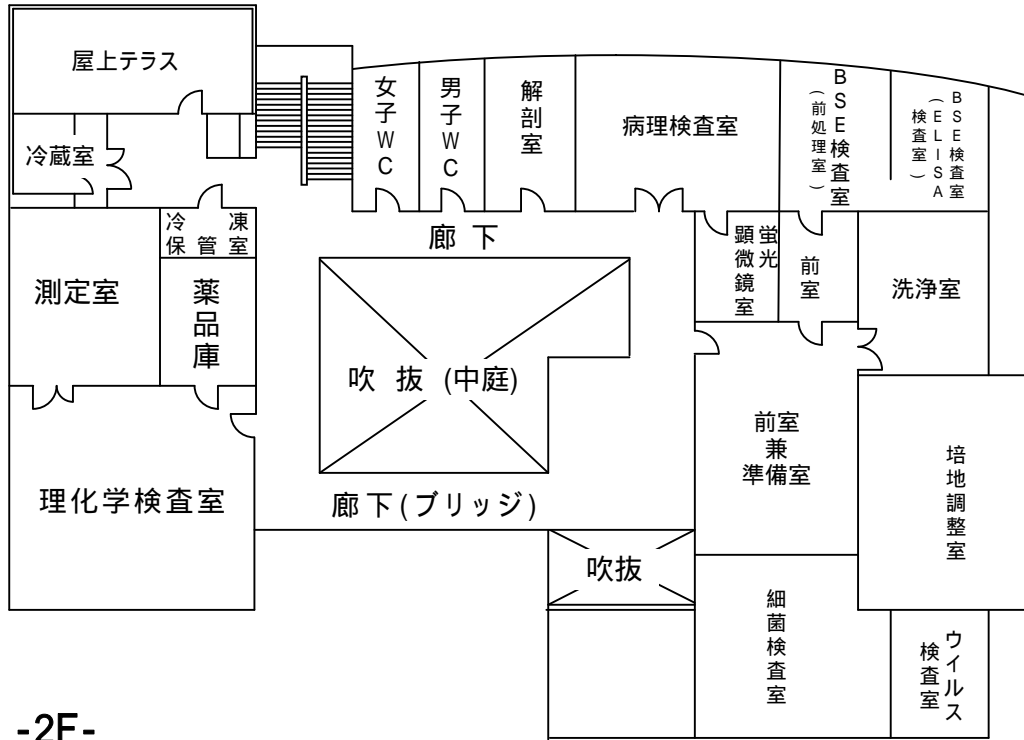 屋上テラス
冷蔵室
女子WC
男子WC
解剖室
病理検査室
BSE検査室
(前処理室)
BSE検査室
(ELISA
検査室)
廊下
冷凍
保管室
蛍光
顕微鏡室
前室
洗浄室
測定室
薬品庫
吹抜(中庭)
前室
兼
準備室
培地調整室
理化学検査室
廊下(ブリッジ)
吹抜
細菌検査室
ウイルス
検査室
-2F-